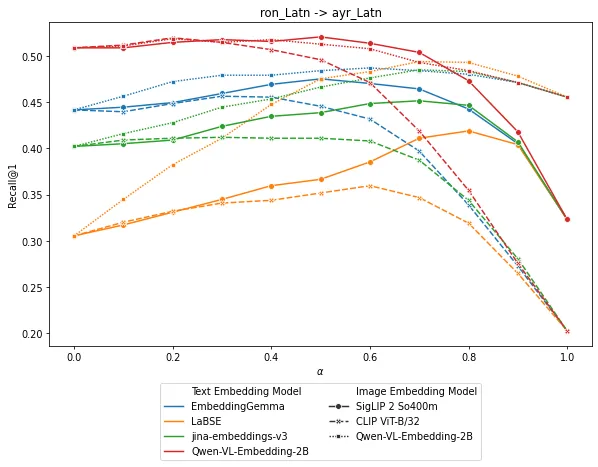 ron_Latn -> ayr_Latn
Recall@1
0.50
0.45
0.40
0.35
0.30
0.25
0.20
0.0
0.2
0.4
0.6
0.8
1.0
α
Text Embedding Model
EmbeddingGemma
LaBSE
jina-embeddings-v3
Qwen-VL-Embedding-2B
Image Embedding Model
SigLIP 2 So400m
CLIP ViT-B/32
Qwen-VL-Embedding-2B